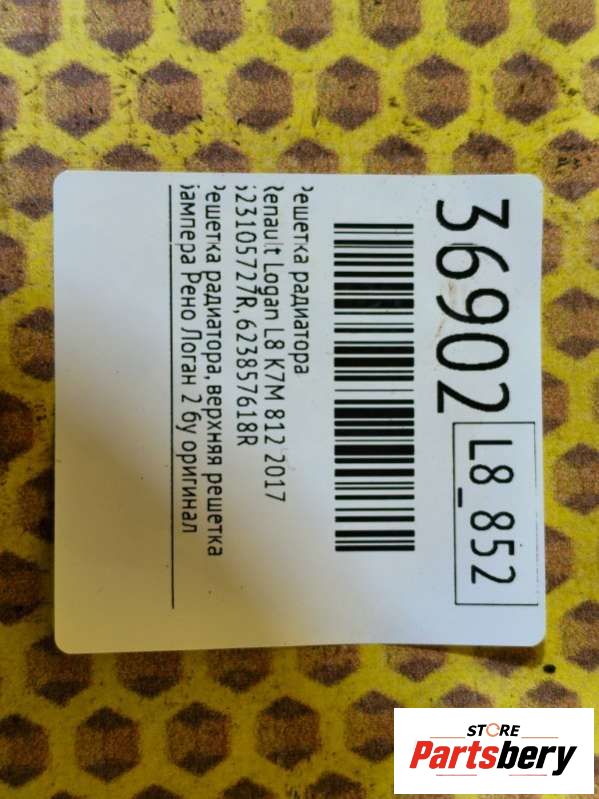 36902
L8_852
Решетка радиатора
Renault Logan L8 K7M 812 2017
623105727R, 623857618R
Решетка радиатора, верхняя решетка
бампера Рено Логан 2 бу оригинал
STORE
Partsbery